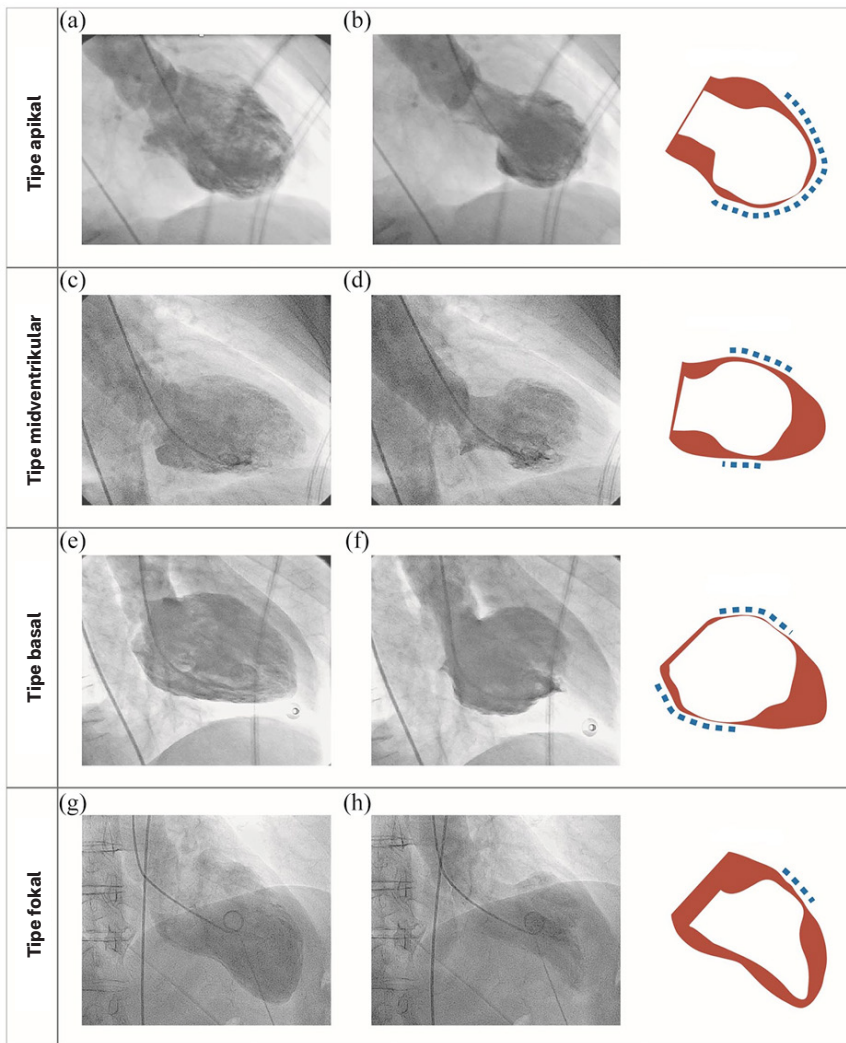 (a)
(b)
Tipe apikal
(c)
(d)
Tipe midventrikular
(e)
(f)
Tipe basal
(g)
(h)
Tipe fokal